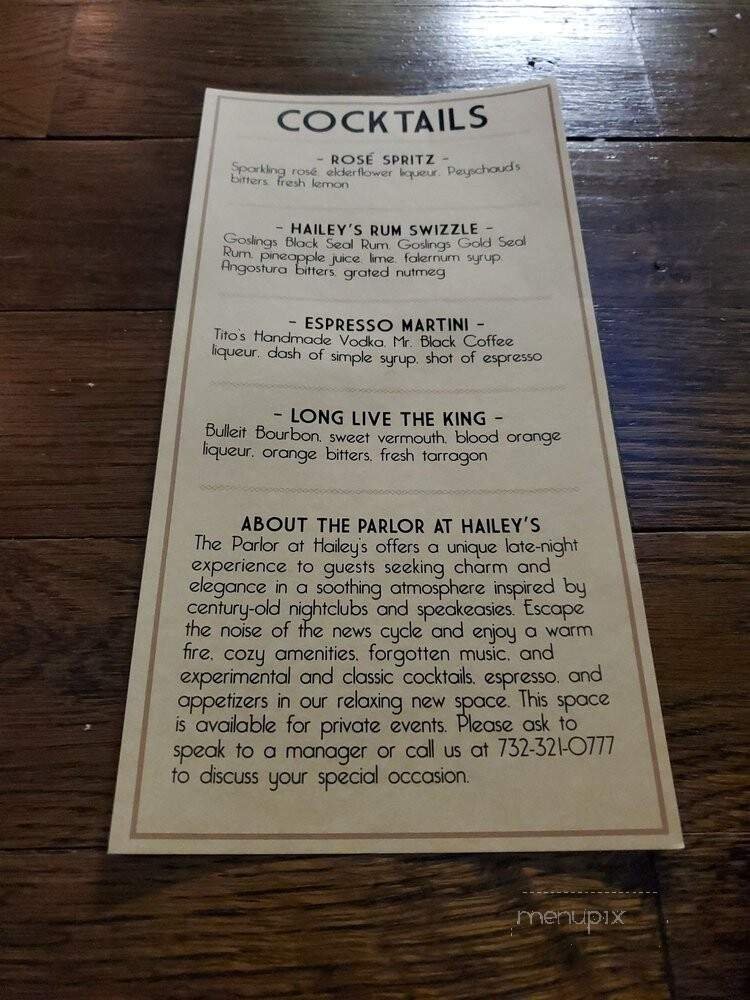 COCKTAILS
- ROSÉ SPRITZ -
Sparkling rosé, elderflower liqueur, Peyschaud's
bitters, fresh lemon
- HAILEY'S RUM SWIZZLE -
Goslings Black Seal Rum, Goslings Gold Seal
Rum, pineapple juice, lime, falernum syrup,
Angostura bitters, grated nutmeg
- ESPRESSO MARTINI -
Tito's Handmade Vodka, Mr. Black Coffee
liqueur, dash of simple syrup, shot of espresso
- LONG LIVE THE KING -
Bulleit Bourbon, sweet vermouth, blood orange
liqueur, orange bitters, fresh tarragon
ABOUT THE PARLOR AT HAILEY'S
The Parlor at Hailey's offers a unique late-night
experience to guests seeking charm and
elegance in a soothing atmosphere inspired by
century-old nightclubs and speakeasies. Escape
the noise of the news cycle and enjoy a warm
fire, cozy amenities, forgotten music, and
experimental and classic cocktails, espresso, and
appetizers in our relaxing new space. This space
is available for private events. Please ask to
speak to a manager or call us at 732-321-0777
to discuss your special occasion.
menupix